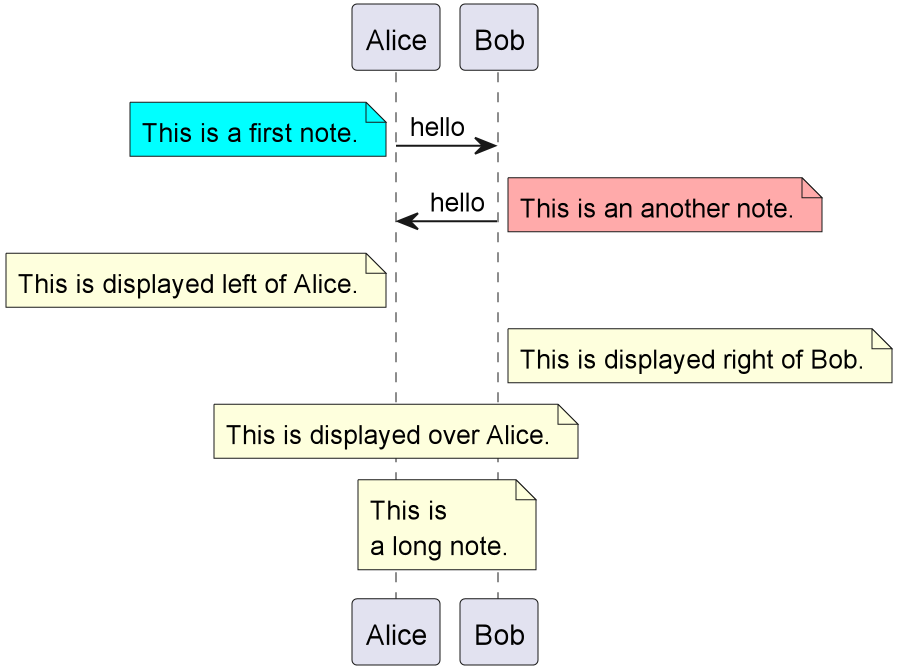 Alice
Bob
This is a first note.
hello
hello
This is an another note.
This is displayed left of Alice.
This is displayed right of Bob.
This is displayed over Alice.
This is
a long note.
Alice
Bob